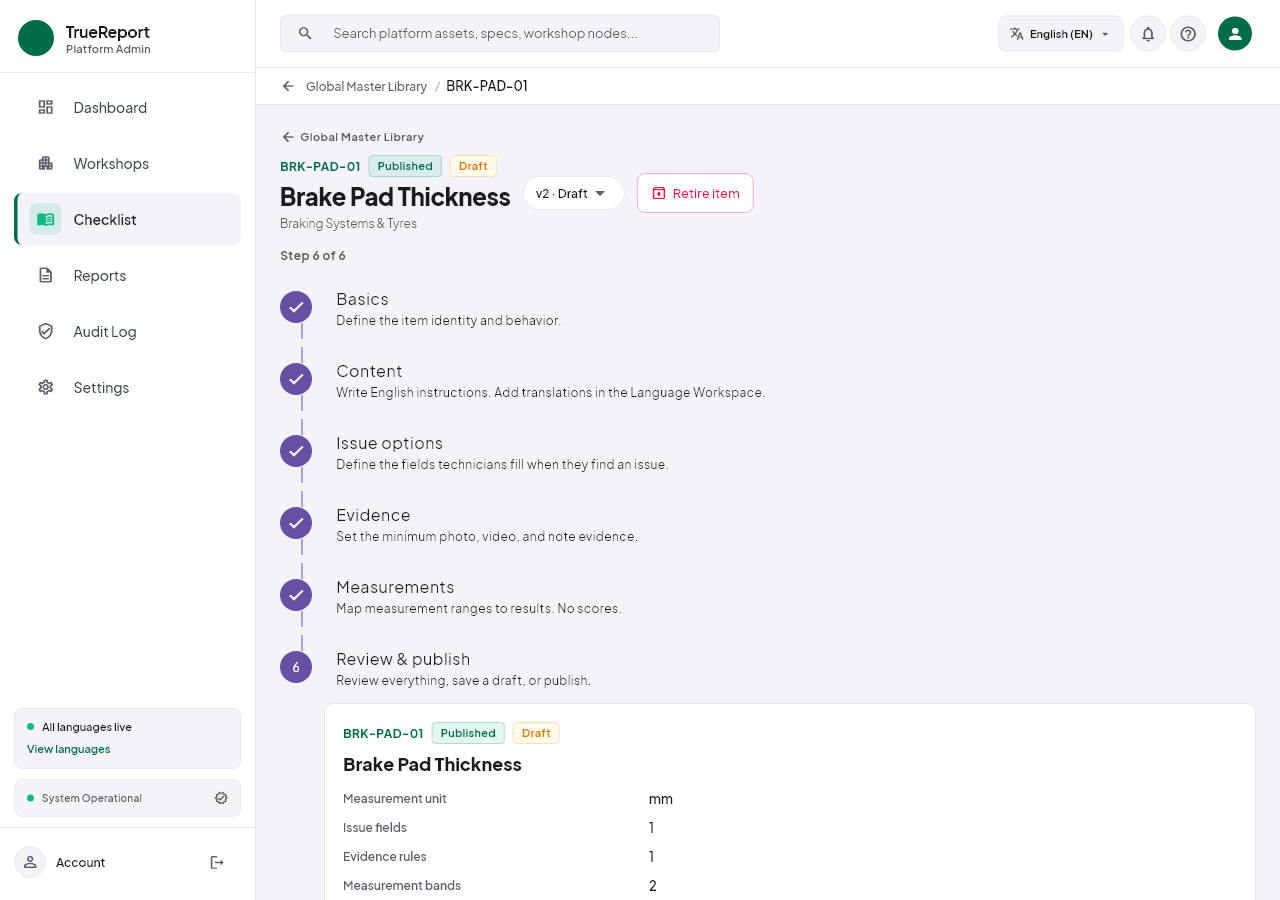 TrueReport
Platform Admin
Search platform assets, specs, workshop nodes...
English (EN)
Global Master Library / BRK-PAD-01
Dashboard
Workshops
Checklist
Reports
Audit Log
Settings
All languages live
View languages
System Operational
Account
Global Master Library
BRK-PAD-01 Published Draft
Brake Pad Thickness
v2 · Draft
Retire item
Braking Systems & Tyres
Step 6 of 6
Basics
Define the item identity and behavior.
Content
Write English instructions. Add translations in the Language Workspace.
Issue options
Define the fields technicians fill when they find an issue.
Evidence
Set the minimum photo, video, and note evidence.
Measurements
Map measurement ranges to results. No scores.
6
Review & publish
Review everything, save a draft, or publish.
BRK-PAD-01 Published Draft
Brake Pad Thickness
Measurement unit mm
Issue fields 1
Evidence rules 1
Measurement bands 2